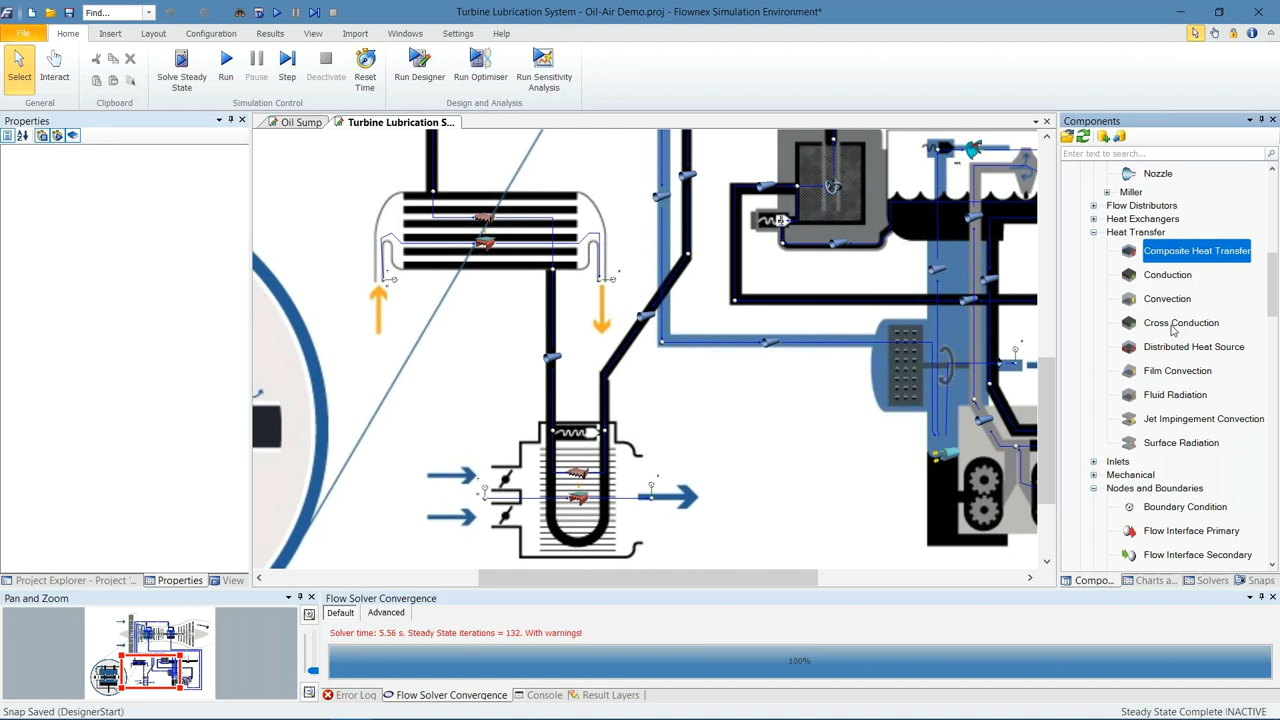 Find...
Turbine Lubrication System - Oil-Air Demo.proj - Flownex Simulation Environment*
File Home Insert Layout Configuration Results View Import Windows Settings Help
Select Interact Solve Steady State Run Pause Step Deactivate Reset Time Run Designer Run Optimiser Run Sensitivity Analysis
General Clipboard Simulation Control Design and Analysis
Properties
Oil Sump Turbine Lubrication S...
Components
Enter text to search...
Nozzle
Miller
Flow Distributors
Heat Exchangers
Heat Transfer
Composite Heat Transfer
Conduction
Convection
Cross Conduction
Distributed Heat Source
Film Convection
Fluid Radiation
Jet Impingement Convection
Surface Radiation
Inlets
Mechanical
Nodes and Boundaries
Boundary Condition
Flow Interface Primary
Flow Interface Secondary
Project Explorer - Project '... Properties View
Compo... Charts a... Solvers Snaps
Pan and Zoom
Flow Solver Convergence
Default Advanced
Solver time: 5.56 s. Steady State iterations = 132. With warnings!
100%
Error Log Flow Solver Convergence Console Result Layers
Snap Saved (DesignerStart)
Steady State Complete INACTIVE